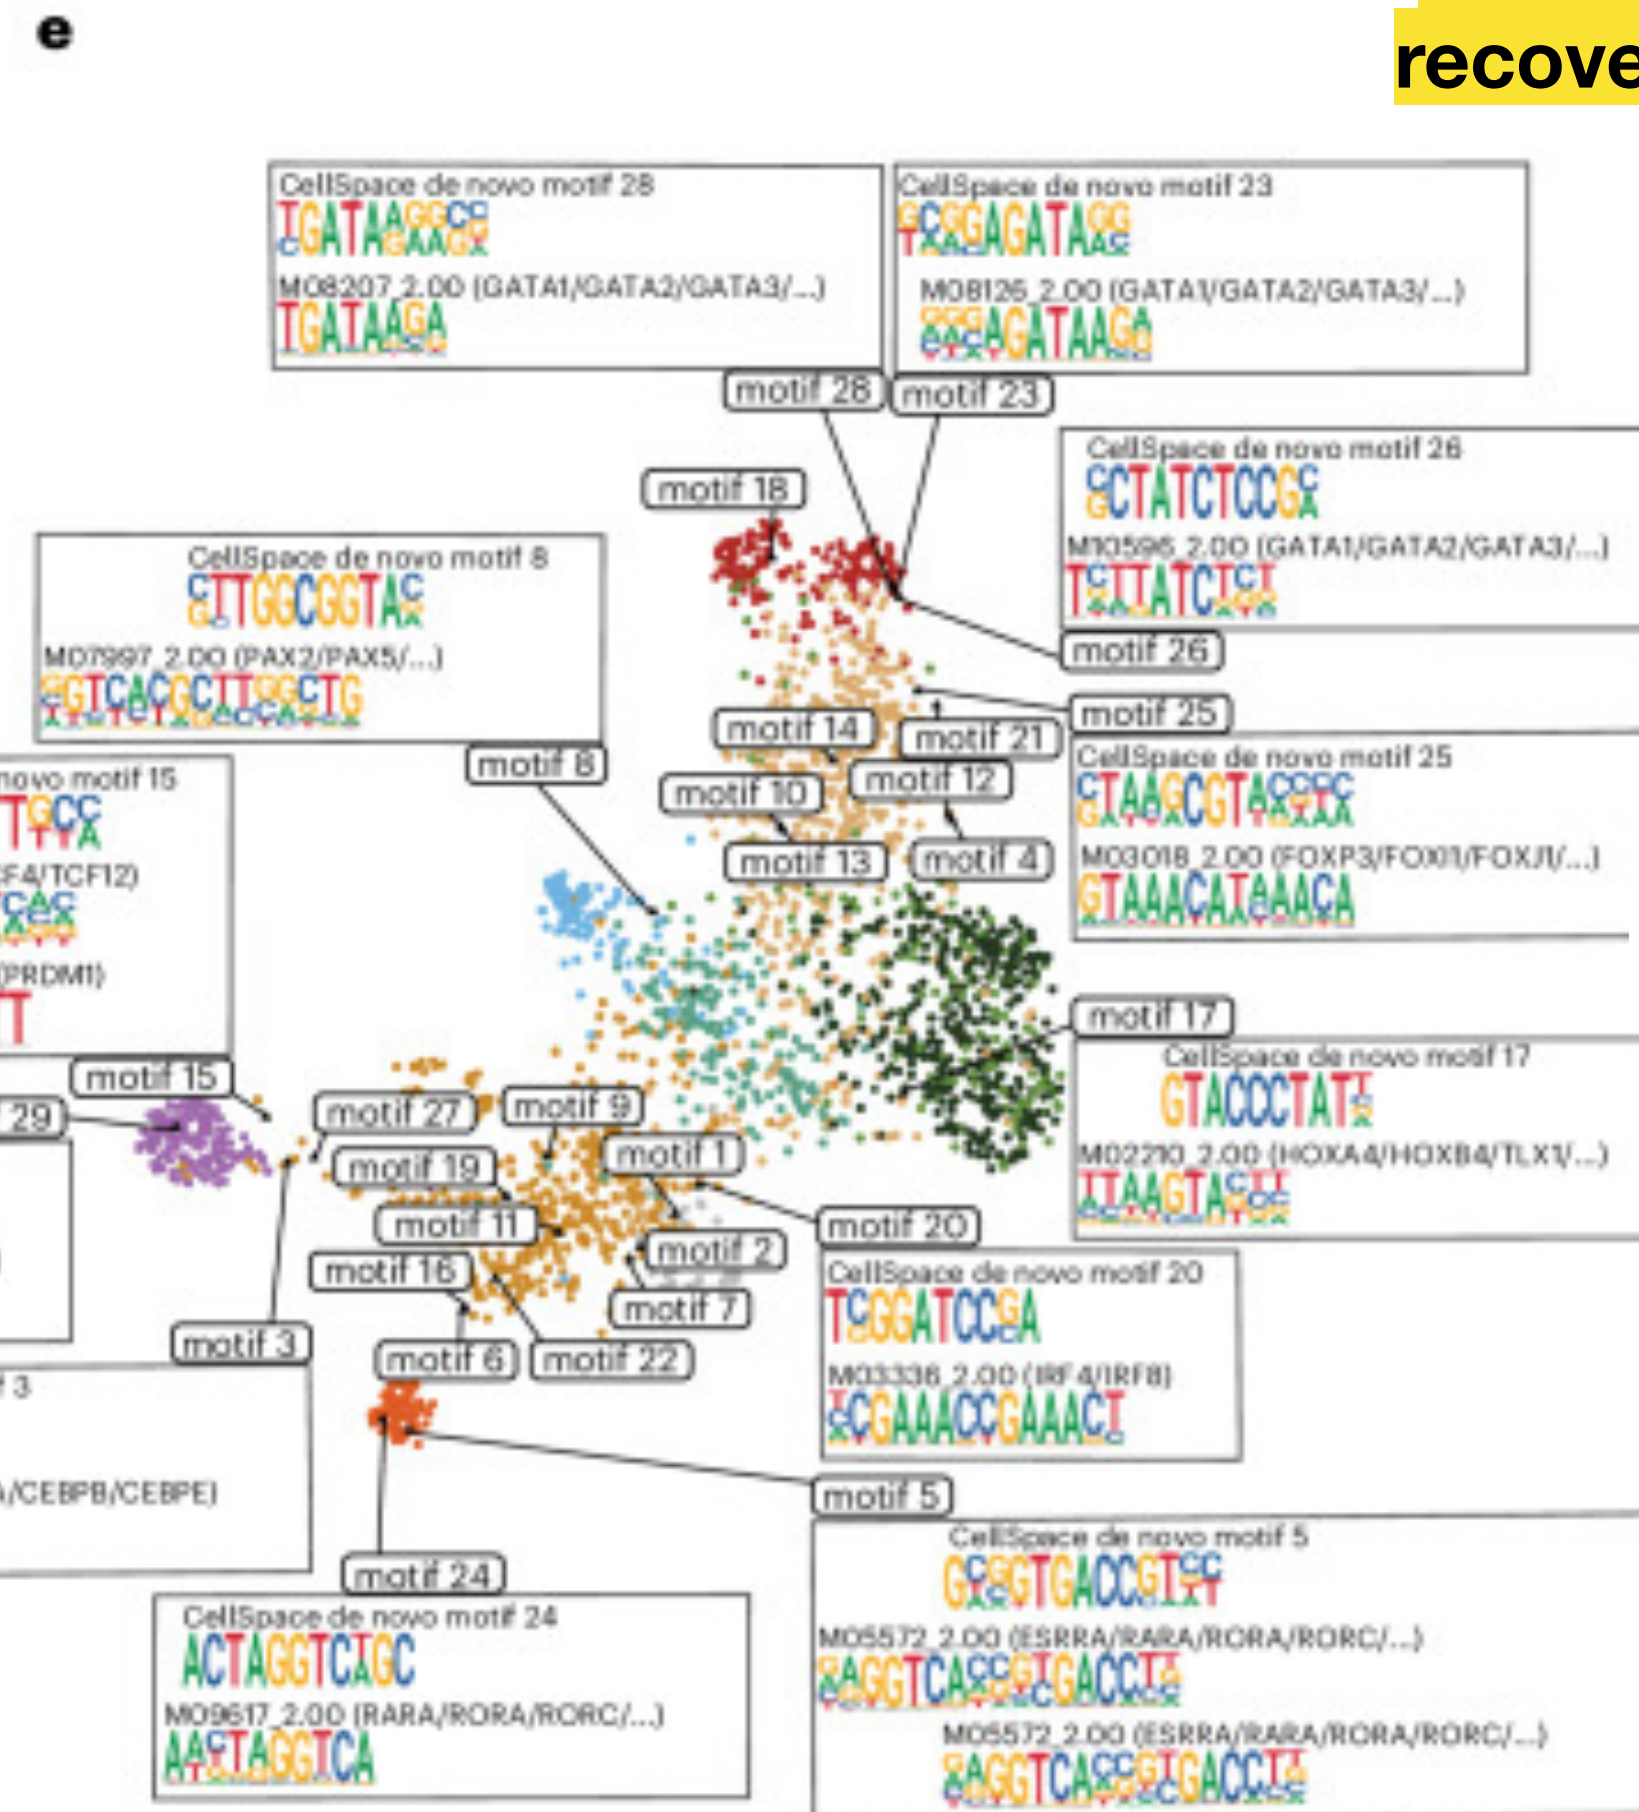 e
recove
CellSpace de novo motif 28
M08207_2.00 (GATA1/GATA2/GATA3/...)
CellSpace de novo motif 23
M08126_2.00 (GATA1/GATA2/GATA3/...)
motif 28
motif 23
CellSpace de novo motif 26
M10596_2.00 (GATA1/GATA2/GATA3/...)
motif 26
motif 18
CellSpace de novo motif 8
M07997_2.00 (PAX2/PAX5/...)
motif 8
motif 25
motif 14
motif 21
motif 12
motif 10
motif 13
motif 4
CellSpace de novo motif 25
M03018_2.00 (FOXP3/FOXI1/FOXJ1/...)
GTAAACATAAACA
novo motif 15
CF4/TCF12)
(PRDM1)
motif 15
29
motif 17
CellSpace de novo motif 17
GTACCCTAT
M02210_2.00 (HOXA4/HOXB4/TLX1/...)
motif 27
motif 9
motif 19
motif 1
motif 11
motif 20
motif 2
motif 16
motif 7
motif 3
motif 6
motif 22
CellSpace de novo motif 20
M03336_2.00 (IRF4/IRF8)
f 3
A/CEBPB/CEBPE)
motif 5
motif 24
CellSpace de novo motif 24
ACTAGGTCTGC
M09617_2.00 (RARA/RORA/RORC/...)
CellSpace de novo motif 5
M05572_2.00 (ESRRA/RARA/RORA/RORC/...)
M05572_2.00 (ESRRA/RARA/RORA/RORC/...)